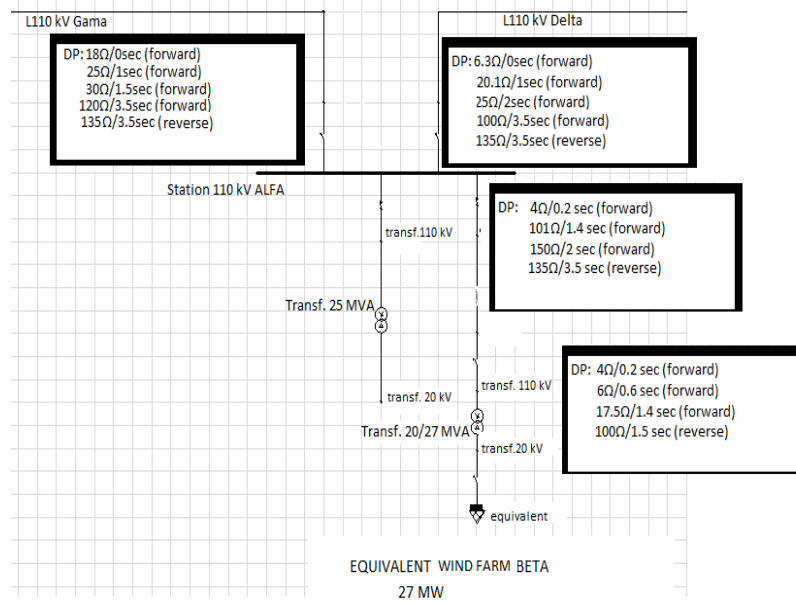 L110 kV Gama
L110 kV Delta
DP: 18Ω/0sec (forward)
25Ω/1sec (forward)
30Ω/1.5sec (forward)
120Ω/3.5sec (forward)
135Ω/3.5sec (reverse)
DP: 6.3Ω/0sec (forward)
20.1Ω/1sec (forward)
25Ω/2sec (forward)
100Ω/3.5sec (forward)
135Ω/3.5sec (reverse)
Station 110 kV ALFA
DP: 4Ω/0.2 sec (forward)
101Ω/1.4 sec (forward)
150Ω/2 sec (forward)
135Ω/3.5 sec (reverse)
transf.110 kV
Transf. 25 MVA
transf. 20 kV
DP: 4Ω/0.2 sec (forward)
6Ω/0.6 sec (forward)
17.5Ω/1.4 sec (forward)
100Ω/1.5 sec (reverse)
transf. 110 kV
Transf. 20/27 MVA
transf.20 kV
equivalent
EQUIVALENT WIND FARM BETA
27 MW